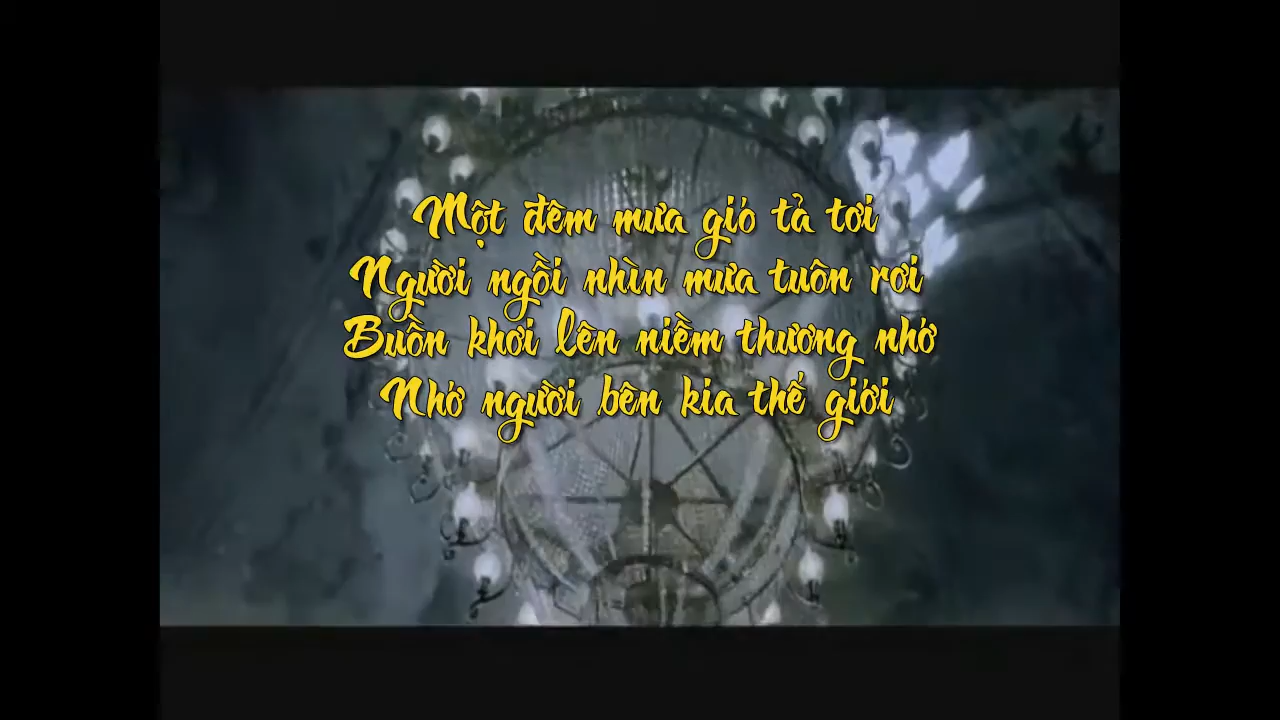 Một đêm mưa gió tả tơi
Người ngồi nhìn mưa tuôn rơi
Buồn khơi lên niềm thương nhớ
Nhớ người bên kia thế giới